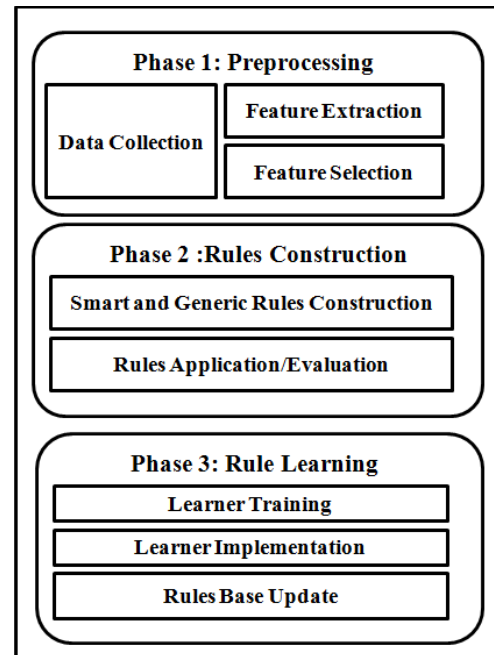 Phase 1: Preprocessing
Data Collection
Feature Extraction
Feature Selection
Phase 2 :Rules Construction
Smart and Generic Rules Construction
Rules Application/Evaluation
Phase 3: Rule Learning
Learner Training
Learner Implementation
Rules Base Update